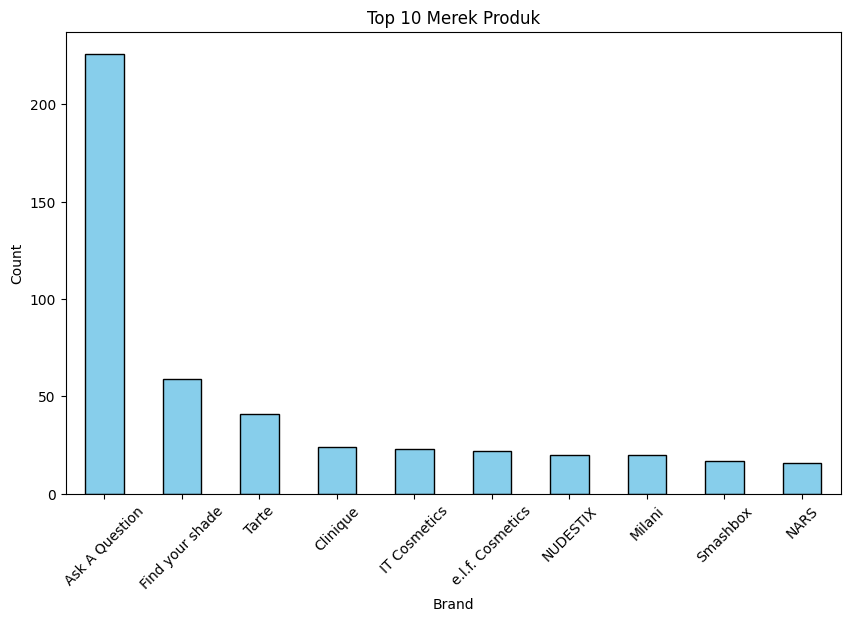 Top 10 Merek Produk
Count
200
150
100
50
0
Ask A Question
Find your shade
Tarte
Clinique
IT Cosmetics
e.l.f. Cosmetics
NUDESTIX
Milani
Smashbox
NARS
Brand